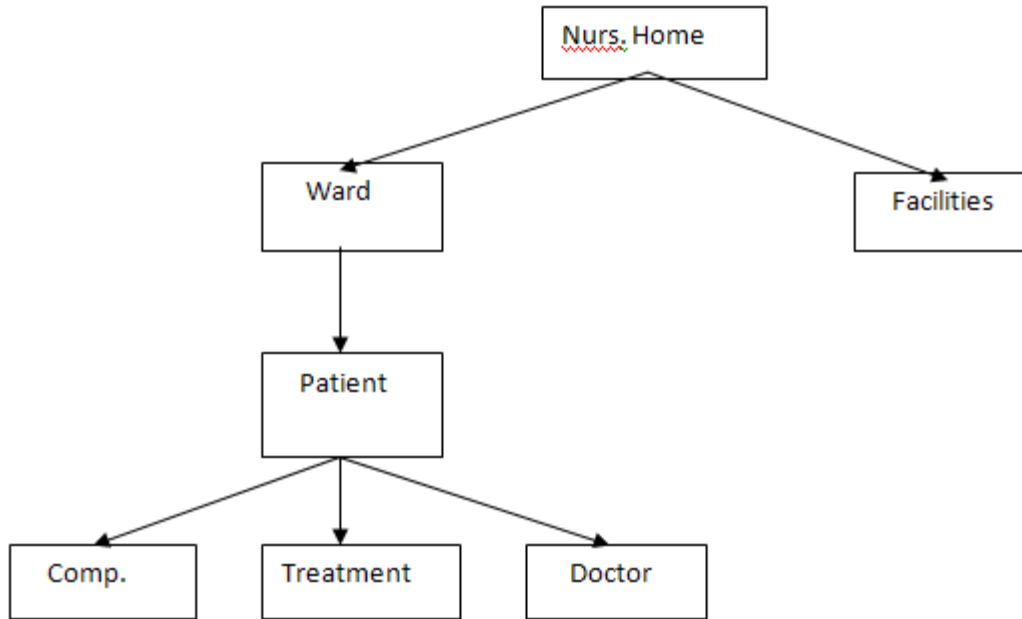 Nurs. Home
Ward
Facilities
Patient
Comp.
Treatment
Doctor